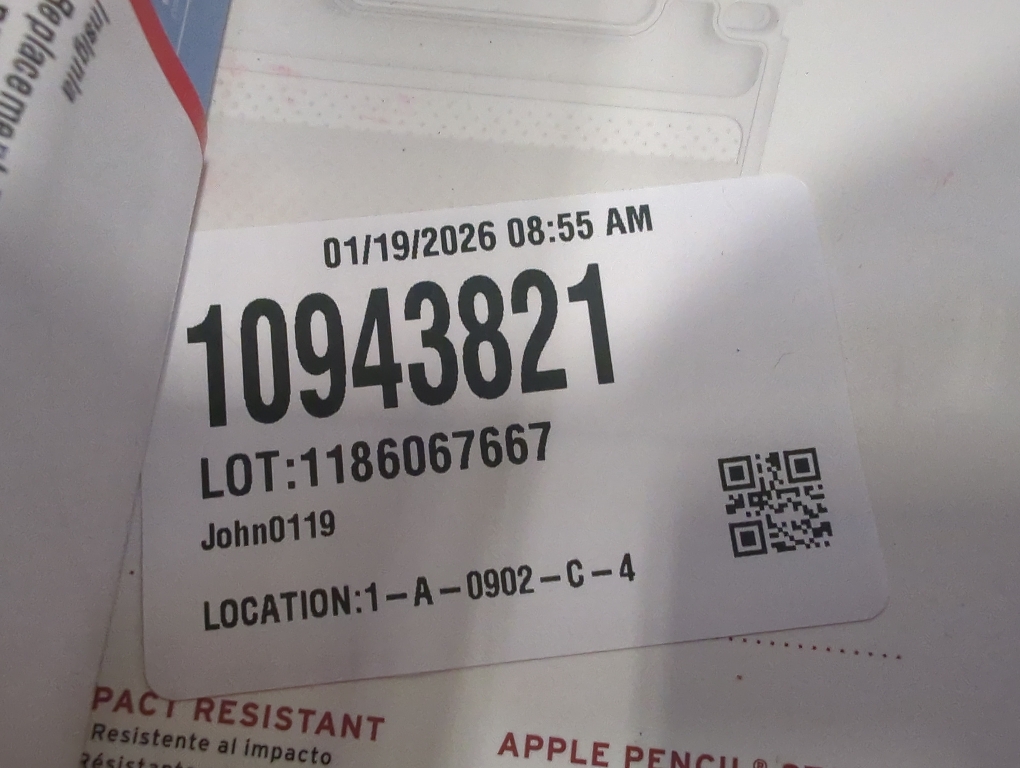 Insignia
01/19/2026 08:55 AM
10943821
LOT:1186067667
John0119
LOCATION:1-A-0902-C-4
PACT RESISTANT
Resistente al impacto
APPLE PENCIL®